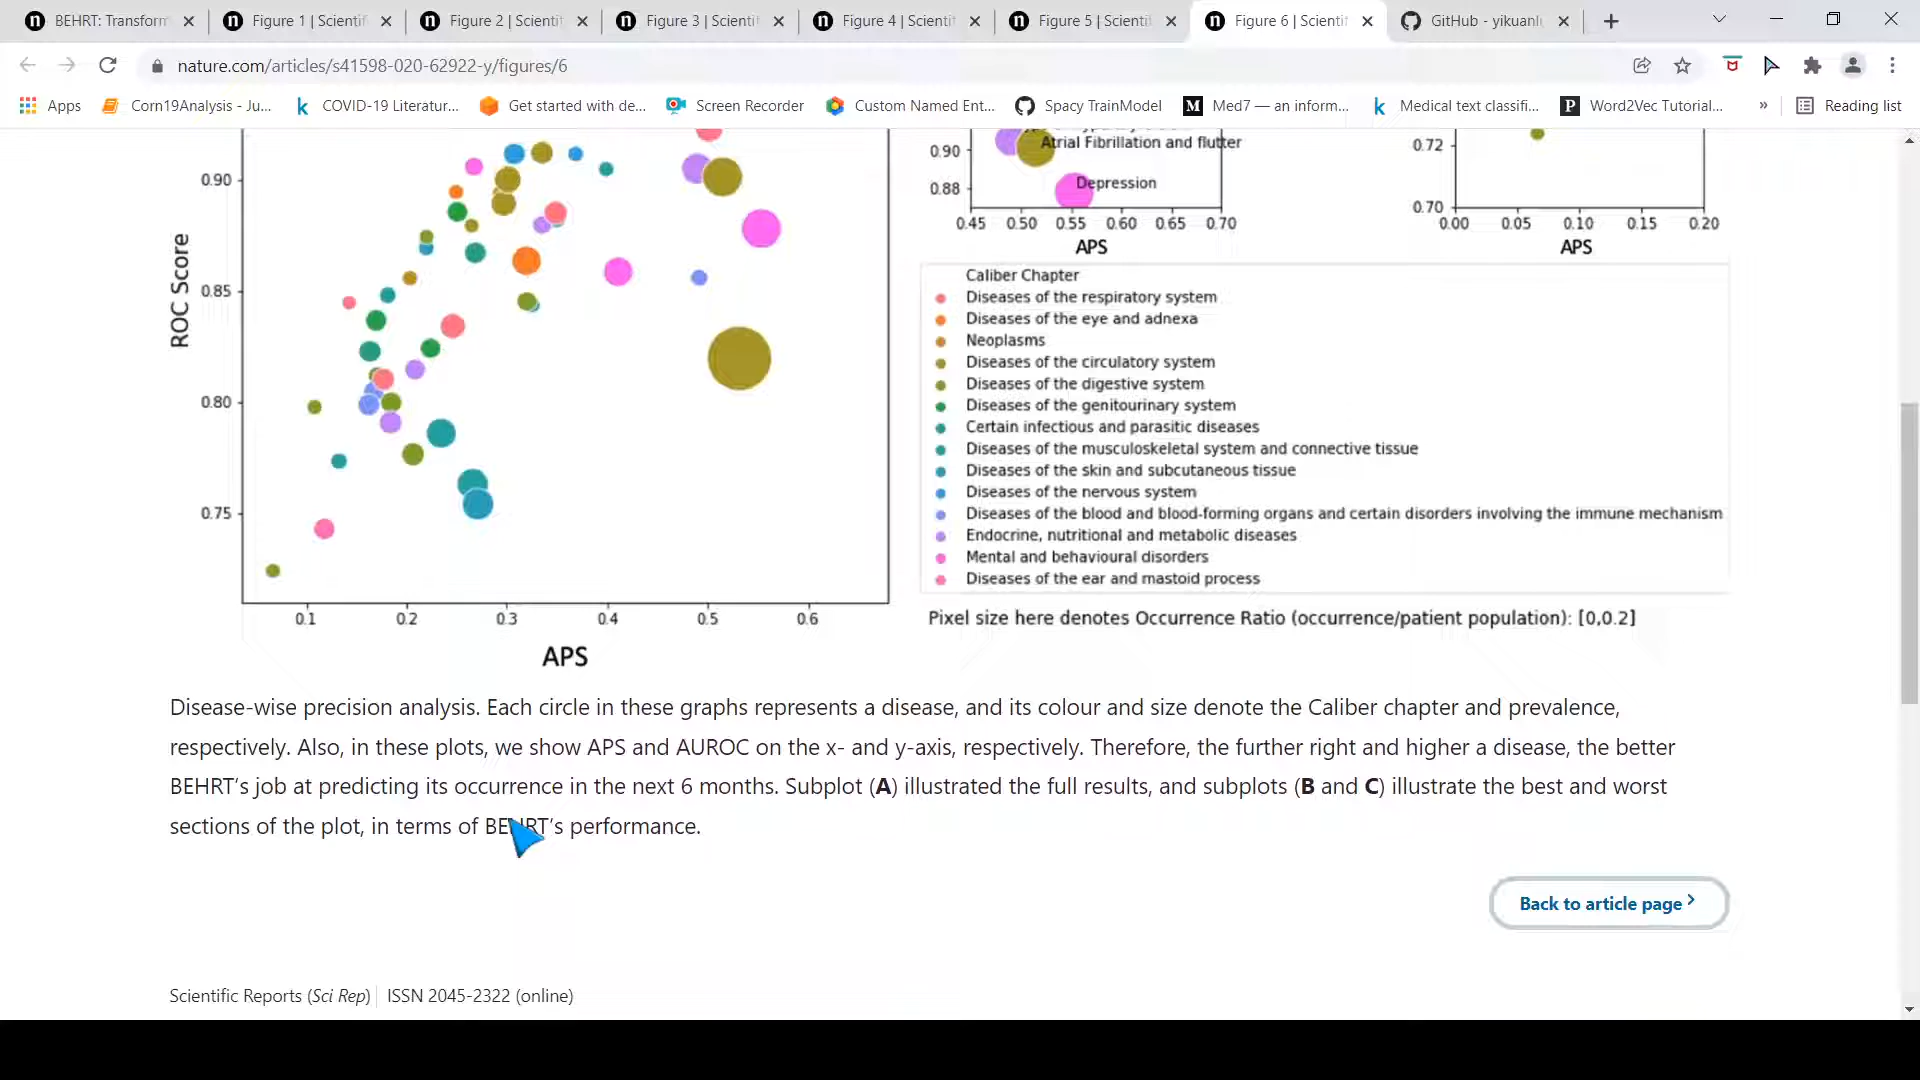 BEHRT: Transform
Figure 1 | Scientif
Figure 2 | Scientif
Figure 3 | Scientif
Figure 4 | Scientif
Figure 5 | Scientif
Figure 6 | Scientif
GitHub - yikuanli
nature.com/articles/s41598-020-62922-y/figures/6
Apps
Corn19Analysis - Ju...
COVID-19 Literatur...
Get started with de...
Screen Recorder
Custom Named Ent...
Spacy TrainModel
Med7 — an inform...
Medical text classifi...
Word2Vec Tutorial...
»
Reading list
ROC Score
0.90
0.85
0.80
0.75
0.1 0.2 0.3 0.4 0.5 0.6
APS
0.90
0.88
Atrial Fibrillation and flutter
Depression
0.45 0.50 0.55 0.60 0.65 0.70
APS
0.72
0.70
0.00 0.05 0.10 0.15 0.20
APS
Caliber Chapter
Diseases of the respiratory system
Diseases of the eye and adnexa
Neoplasms
Diseases of the circulatory system
Diseases of the digestive system
Diseases of the genitourinary system
Certain infectious and parasitic diseases
Diseases of the musculoskeletal system and connective tissue
Diseases of the skin and subcutaneous tissue
Diseases of the nervous system
Diseases of the blood and blood-forming organs and certain disorders involving the immune mechanism
Endocrine, nutritional and metabolic diseases
Mental and behavioural disorders
Diseases of the ear and mastoid process
Pixel size here denotes Occurrence Ratio (occurrence/patient population): [0,0.2]
Disease-wise precision analysis. Each circle in these graphs represents a disease, and its colour and size denote the Caliber chapter and prevalence,
respectively. Also, in these plots, we show APS and AUROC on the x- and y-axis, respectively. Therefore, the further right and higher a disease, the better
BEHRT's job at predicting its occurrence in the next 6 months. Subplot (A) illustrated the full results, and subplots (B and C) illustrate the best and worst
sections of the plot, in terms of BEHRT's performance.
Back to article page
Scientific Reports (Sci Rep) | ISSN 2045-2322 (online)